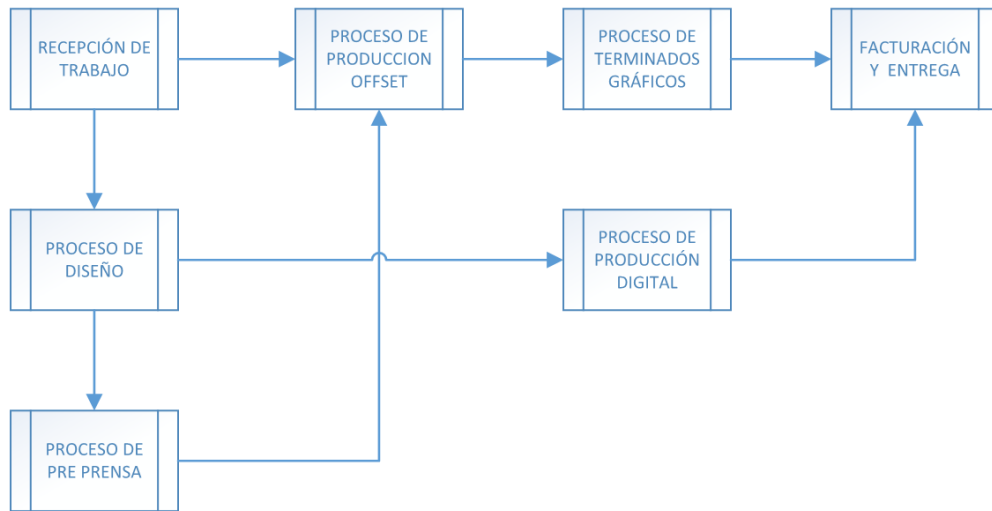 RECEPCIÓN DE
TRABAJO
PROCESO DE
PRODUCCION
OFFSET
PROCESO DE
TERMINADOS
GRÁFICOS
FACTURACIÓN
Y ENTREGA
PROCESO DE
DISEÑO
PROCESO DE
PRODUCCIÓN
DIGITAL
PROCESO DE
PRE PRENSA